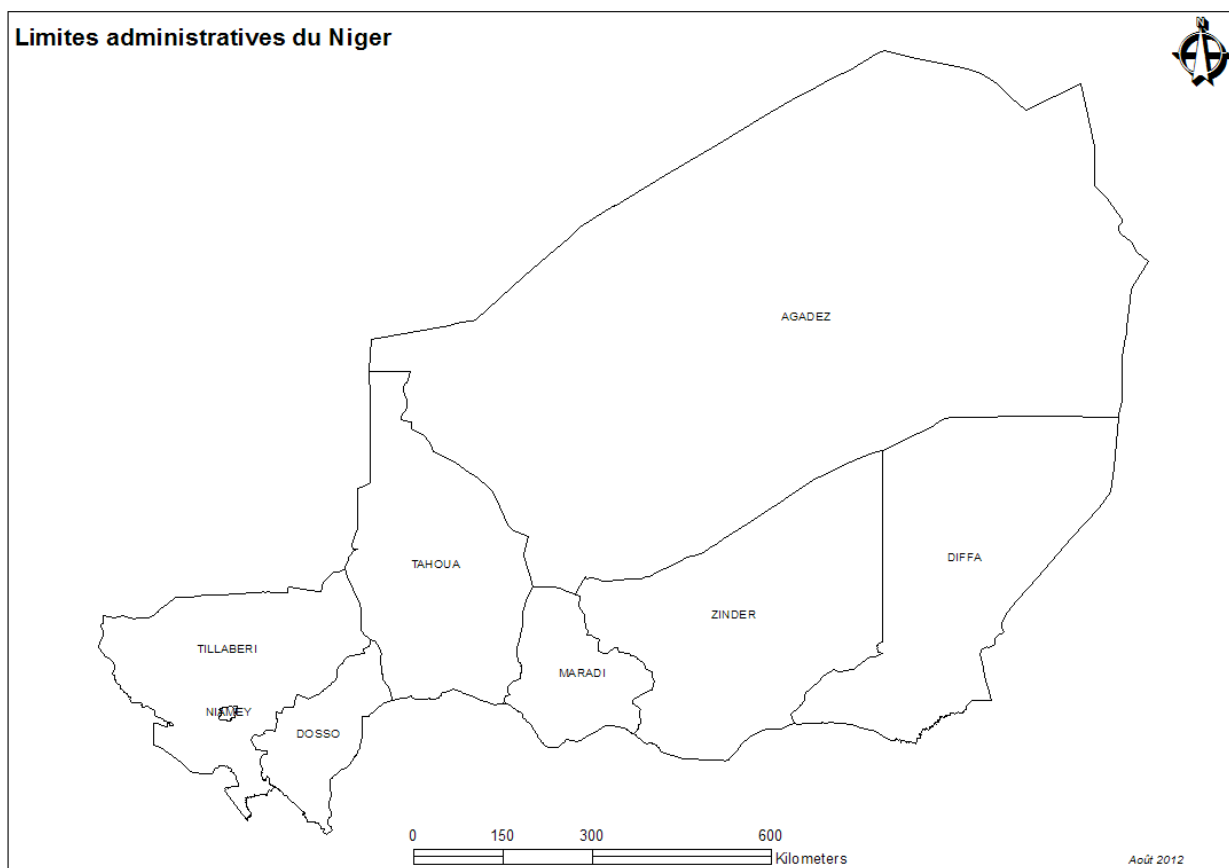 Limites administratives du Niger
N
AGADEZ
TAHOUA
DIFFA
ZINDER
TILLABERI
MARADI
NIAMEY
DOSSO
0 150 300 600
Kilometers
Août 2012